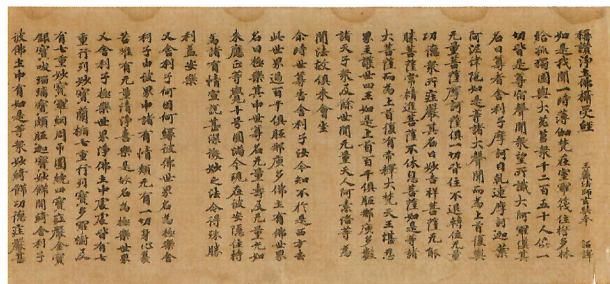 稱讚淨土佛攝受經
三藏法師玄奘奉 詔譯
如是我聞一時薄伽梵在室羅筏住誓多林
給孤獨園與大苾芻衆千二百五十人俱一
切皆是尊宿聲聞衆望所識大阿羅漢其
名曰尊者舍利子摩訶目犍連摩訶迦葉
阿泥律陀如是等諸大聲聞而爲上首復與
无量菩薩摩訶薩俱一切皆住不退轉位无量
功德衆所莊嚴其名曰妙吉祥菩薩无能
勝菩薩常精進菩薩不休息菩薩如是等諸
大菩薩而爲上首復有帝釋大梵天王堪忍
界主護世四王如是上首百千俱胝那庾多數
諸天子衆及餘世間无量天人阿素洛等爲
聞法故俱來會坐
尒時世尊告舍利子汝今知不於是西方去
此世界過百千俱胝那庾多佛土有佛世界
名曰極樂其中世尊名无量壽及无量光如
來應正等覺十号圓滿今現在彼安隱住持
爲諸有情宣說甚深微妙之法令得殊勝
利益安樂
又舍利子何因何緣彼佛世界名爲極樂舍
利子由彼界中諸有情類无有一切身心憂
苦唯有无量清淨喜樂是故名爲極樂世界
又舍利子極樂世界淨佛土中處處皆有七
重行列妙寶欄楯七重行列寶多羅樹及
有七重妙寶羅網周帀圍繞四寶莊嚴金寶
銀寶吠瑠璃寶頗胝迦寶妙飾間綺舍利子
彼佛土中有如是等衆妙綺飾功德莊嚴甚